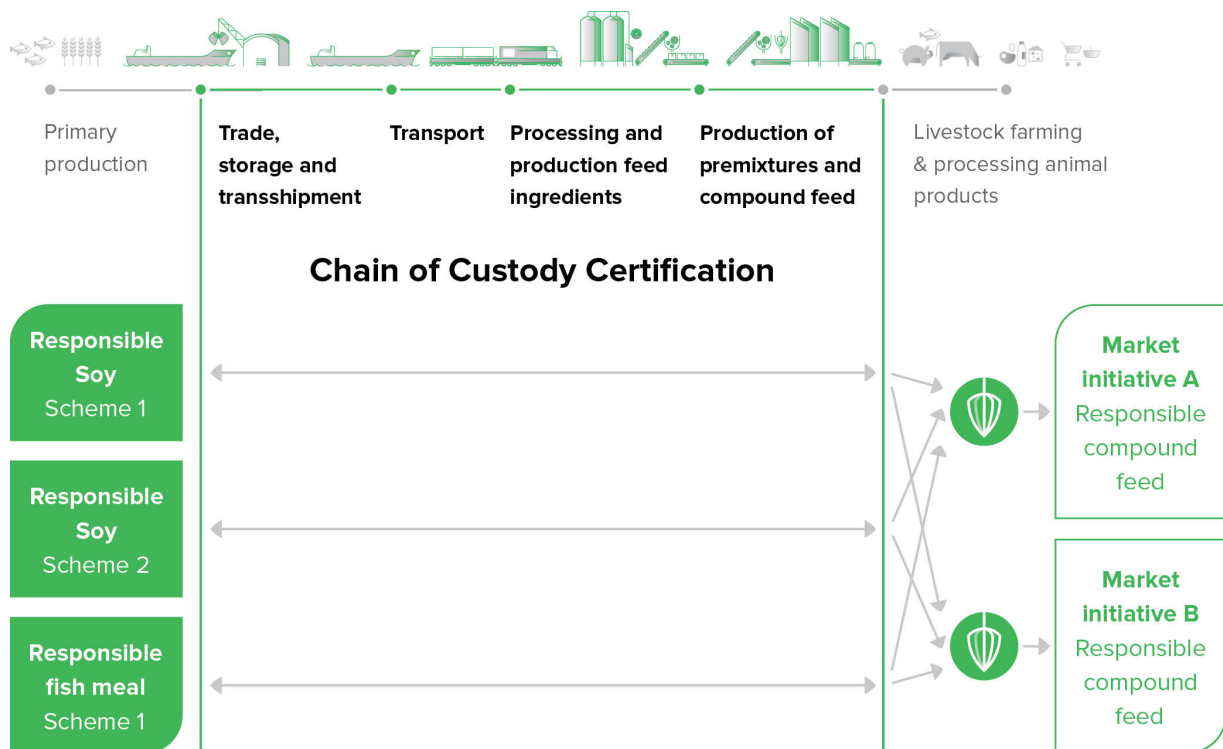 Primary
production
Trade,
storage and
transshipment
Transport
Processing and
production feed
ingredients
Production of
premixtures and
compound feed
Livestock farming
& processing animal
products
Chain of Custody Certification
Responsible
Soy
Scheme 1
Responsible
Soy
Scheme 2
Responsible
fish meal
Scheme 1
Market
initiative A
Responsible
compound
feed
Market
initiative B
Responsible
compound
feed